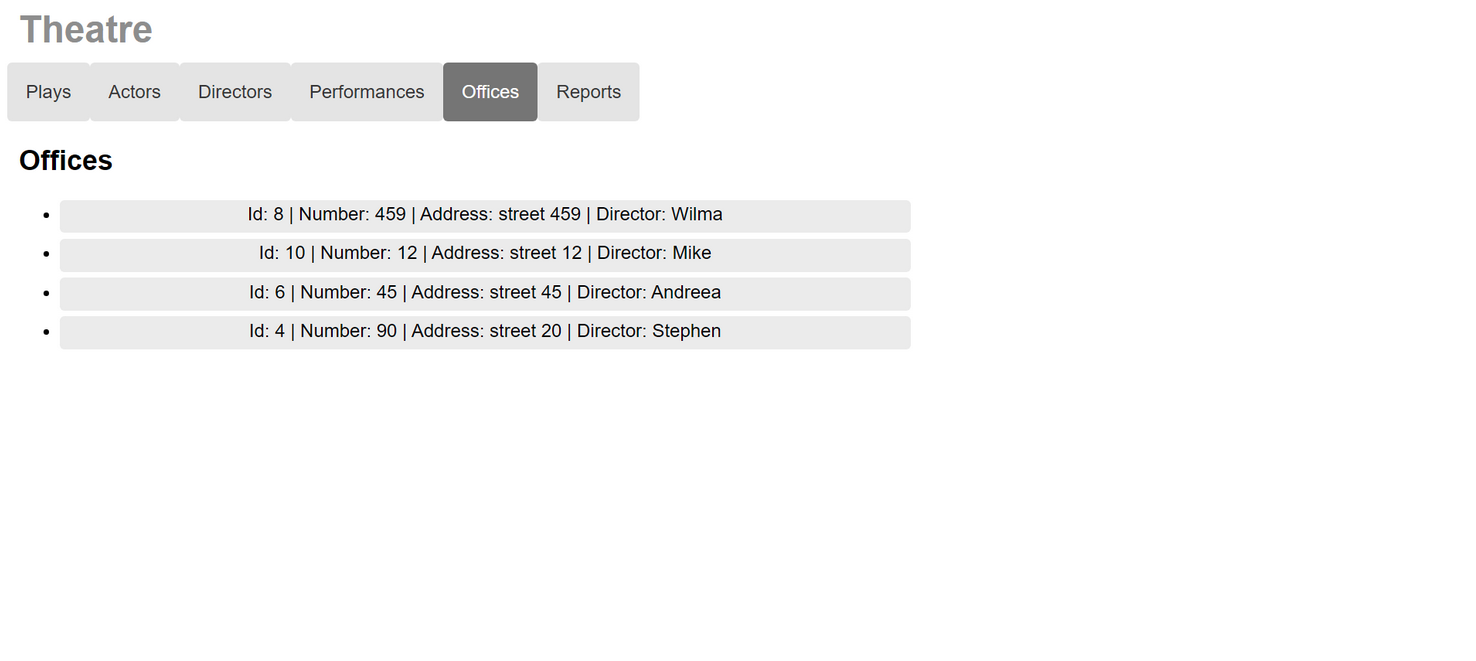 Theatre
Plays Actors Directors Performances Offices Reports
Offices
Id: 8 | Number: 459 | Address: street 459 | Director: Wilma
Id: 10 | Number: 12 | Address: street 12 | Director: Mike
Id: 6 | Number: 45 | Address: street 45 | Director: Andreea
Id: 4 | Number: 90 | Address: street 20 | Director: Stephen